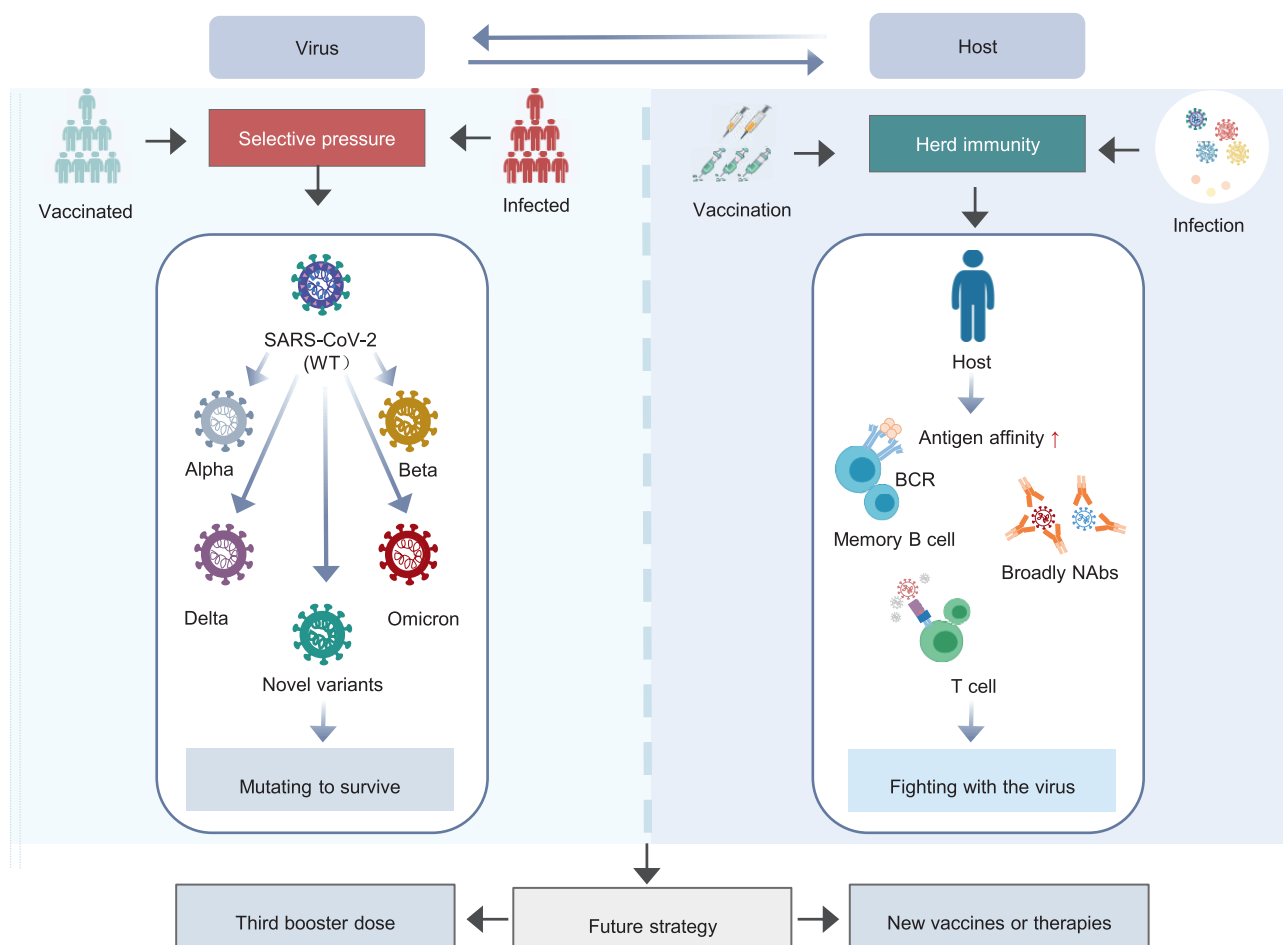 Virus
Host
Vaccinated
Selective pressure
Infected
Vaccination
Herd immunity
Infection
SARS-CoV-2
(WT）
Alpha
Beta
Delta
Omicron
Novel variants
Mutating to survive
Host
Antigen affinity ↑
BCR
Memory B cell
Broadly NAbs
T cell
Fighting with the virus
Third booster dose
Future strategy
New vaccines or therapies